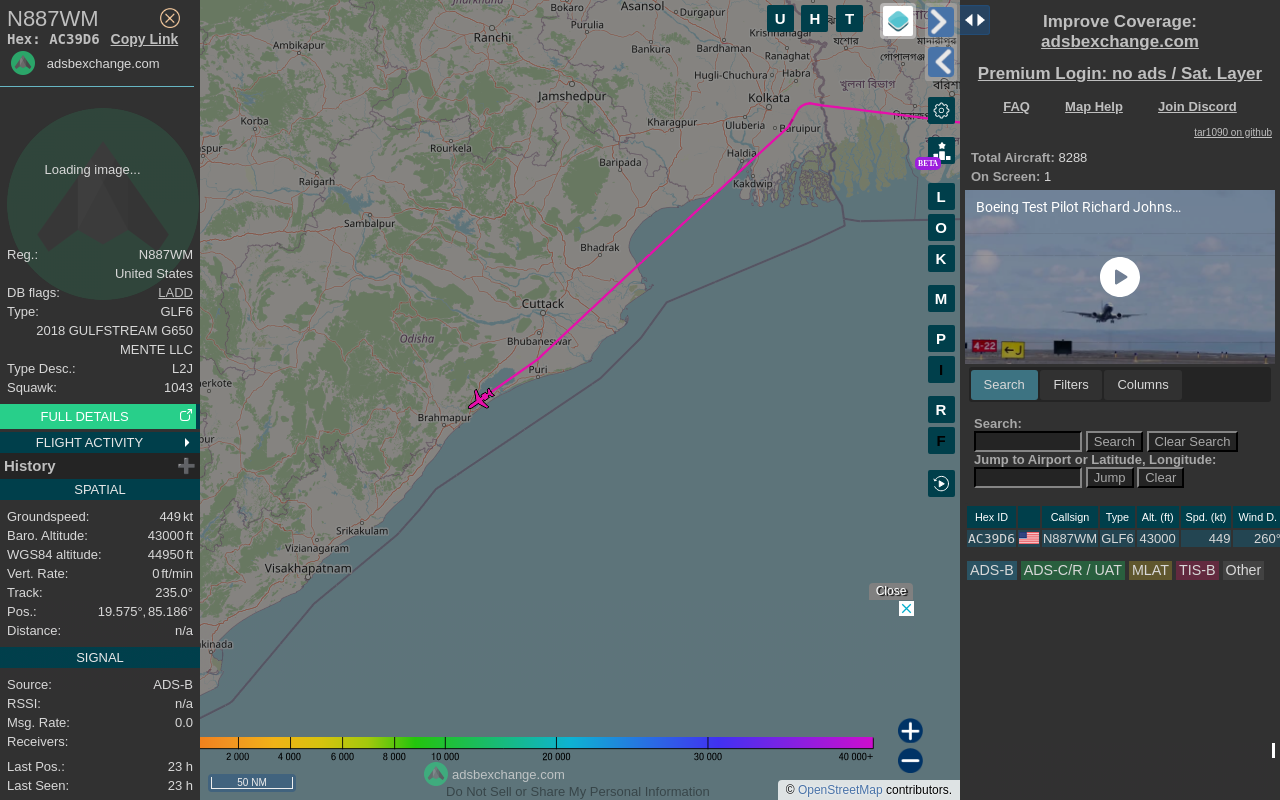 N887WM
Hex: AC39D6 Copy Link
adsbexchange.com
Loading image...
Reg.: N887WM
United States
DB flags: LADD
Type: GLF6
2018 GULFSTREAM G650
MENTE LLC
Type Desc.: L2J
Squawk: 1043
FULL DETAILS
FLIGHT ACTIVITY
History
SPATIAL
Groundspeed: 449 kt
Baro. Altitude: 43000 ft
WGS84 altitude: 44950 ft
Vert. Rate: 0 ft/min
Track: 235.0°
Pos.: 19.575°, 85.186°
Distance: n/a
SIGNAL
Source: ADS-B
RSSI: n/a
Msg. Rate: 0.0
Receivers:
Last Pos.: 23 h
Last Seen: 23 h
Jharkhand
Bokaro
Asansol
Durgapur
Purulia
Ranchi
Ambikapur
Bankura
Bardhaman
Krishnanagar
যশোর
Ranaghat
গোপালগঞ্জ
Hugli-Chuchura
Habra
খুলনা বিভাগ
Jamshedpur
Kolkata
Korba
Kharagpur
Uluberia
Baruipur
Rourkela
Haldia
Baripada
Kakdwip
Raigarh
Sambalpur
Bhadrak
Cuttack
Odisha
Bhubaneswar
Puri
Brahmapur
Srikakulam
Vizianagaram
Visakhapatnam
U H T
BETA
L
O
K
M
P
I
R
F
Close
2 000 4 000 6 000 8 000 10 000 20 000 30 000 40 000+
adsbexchange.com
50 NM
Do Not Sell or Share My Personal Information
© OpenStreetMap contributors.
Improve Coverage:
adsbexchange.com
Premium Login: no ads / Sat. Layer
FAQ Map Help Join Discord
tar1090 on github
Total Aircraft: 8288
On Screen: 1
Boeing Test Pilot Richard Johns...
4-22
J
Search Filters Columns
Search:
Search Clear Search
Jump to Airport or Latitude, Longitude:
Jump Clear
Hex ID Callsign Type Alt. (ft) Spd. (kt) Wind D.
AC39D6 N887WM GLF6 43000 449 260°
ADS-B ADS-C/R / UAT MLAT TIS-B Other